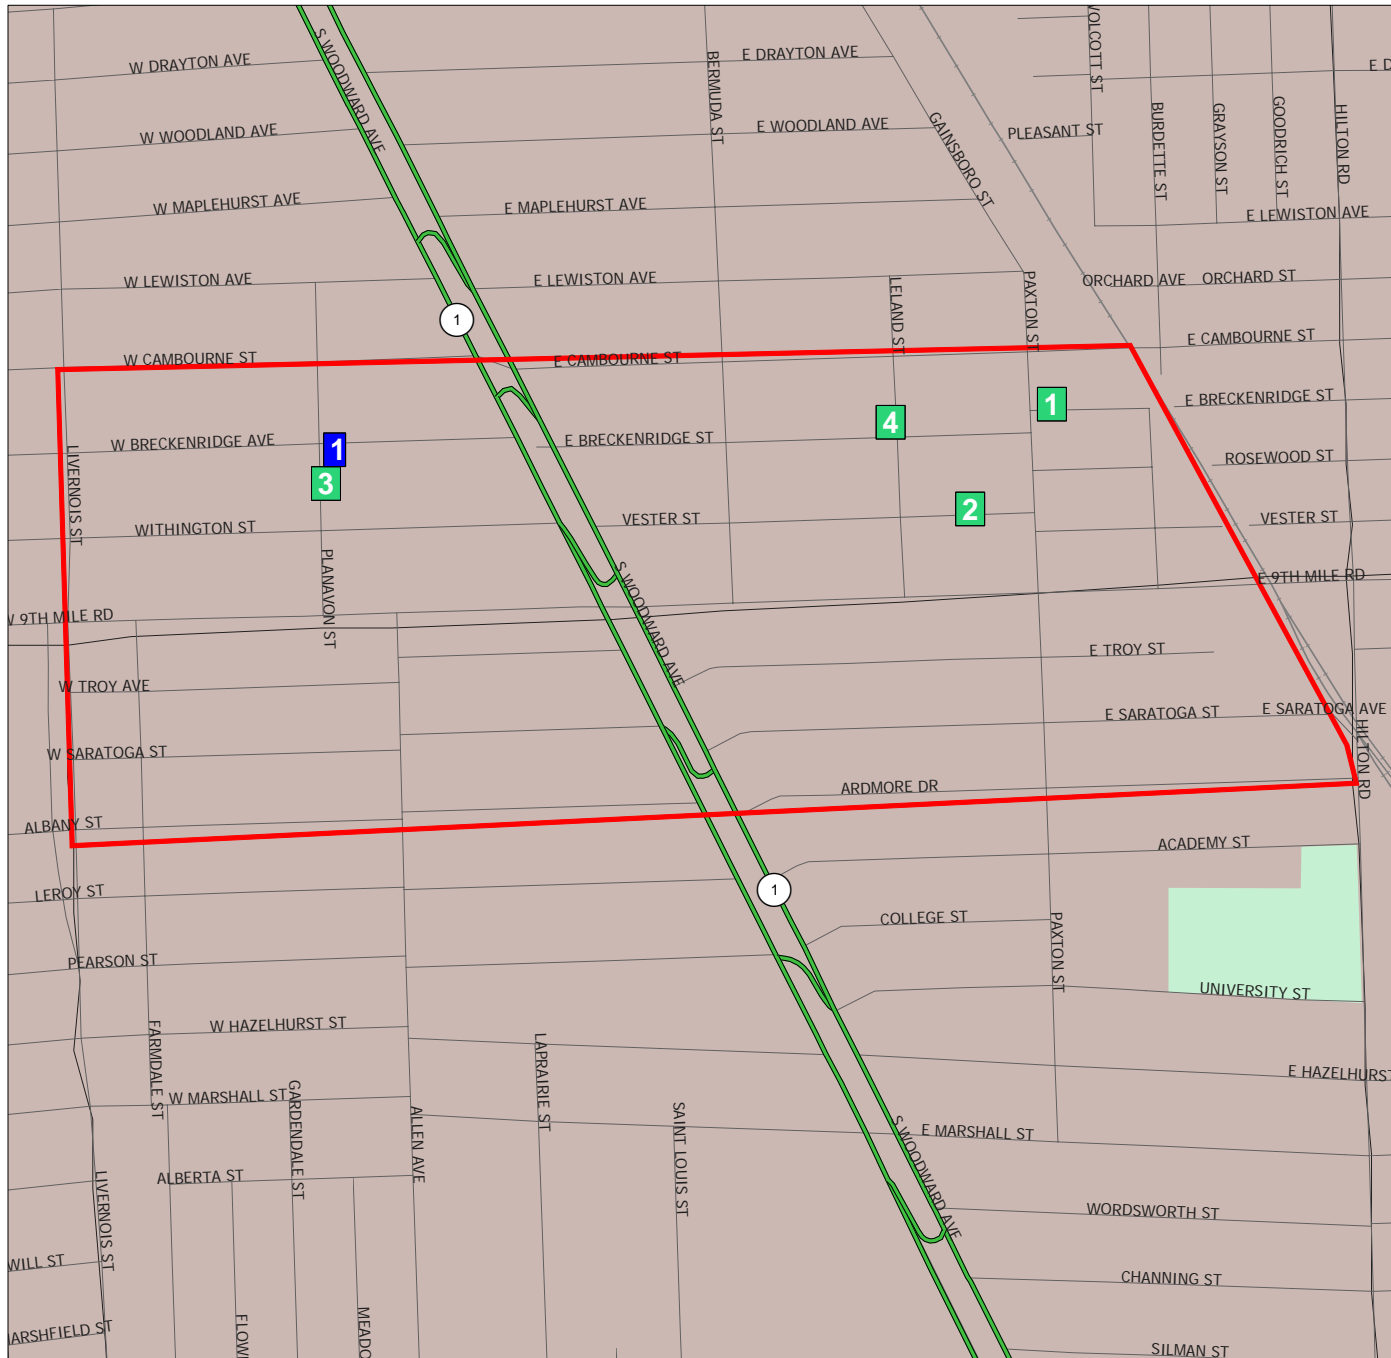 W DRAYTON AVE
S WOODWARD AVE
BERMUDA ST
E DRAYTON AVE
OLCOTT ST
E D
W WOODLAND AVE
E WOODLAND AVE
GAINSBORO ST
PLEASANT ST
BURDETTE ST
GRAYSON ST
GOODRICH ST
HILTON RD
W MAPLEHURST AVE
E MAPLEHURST AVE
E LEWISTON AVE
W LEWISTON AVE
E LEWISTON AVE
LELAND ST
PAXTON ST
ORCHARD AVE
ORCHARD ST
1
W CAMBOURNE ST
E CAMBOURNE ST
E CAMBOURNE ST
1
E BRECKENRIDGE ST
4
W BRECKENRIDGE AVE
1
E BRECKENRIDGE ST
LIVERNOIS ST
ROSEWOOD ST
3
2
WITHINGTON ST
VESTER ST
VESTER ST
PLANAVON ST
S WOODWARD AVE
E 9TH MILE RD
W 9TH MILE RD
E TROY ST
W TROY AVE
E SARATOGA ST
E SARATOGA AVE
HILTON RD
W SARATOGA ST
ARDMORE DR
ALBANY ST
ACADEMY ST
LEROY ST
1
COLLEGE ST
PAXTON ST
PEARSON ST
UNIVERSITY ST
FARMDALE ST
W HAZELHURST ST
LAPRAIRIE ST
E HAZELHURST
W MARSHALL ST
GARDENDALE ST
ALLEN AVE
SAINT LOUIS ST
S WOODWARD AVE
E MARSHALL ST
ALBERTA ST
LIVERNOIS ST
WORDSWORTH ST
WILL ST
CHANNING ST
ARSHFIELD ST
FLOW
MEADO
SILMAN ST